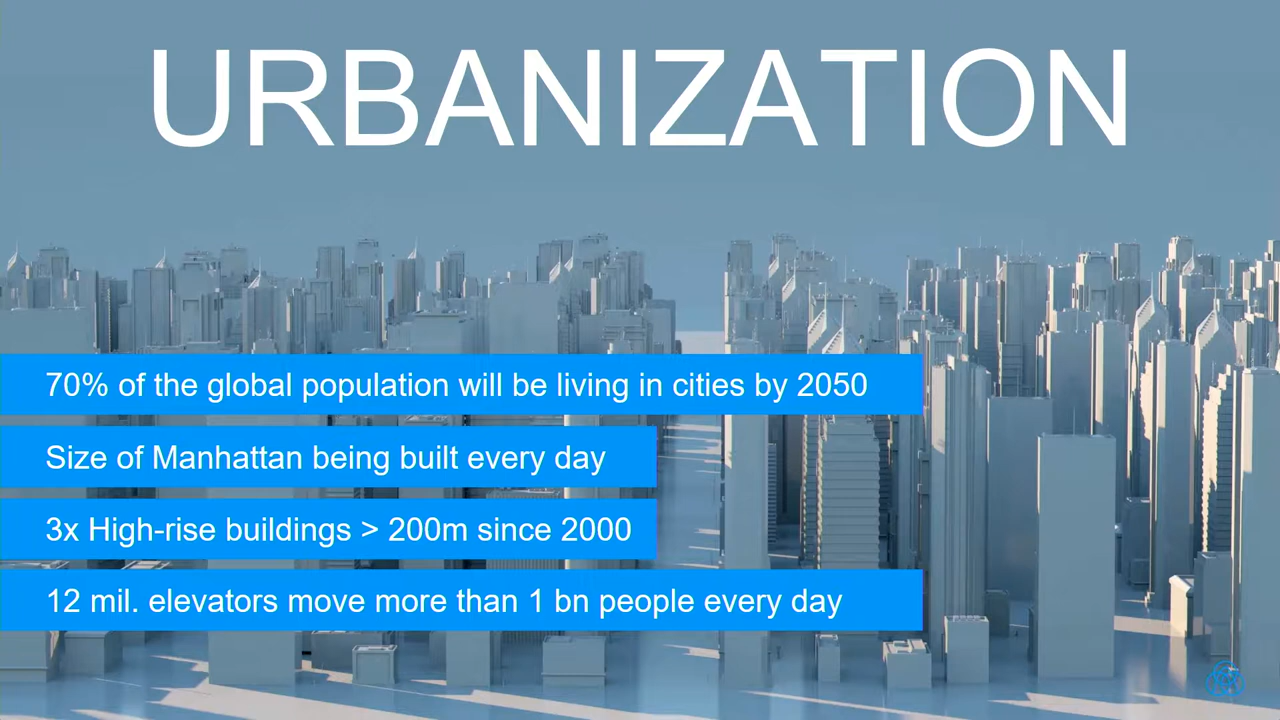 URBANIZATION
70% of the global population will be living in cities by 2050
Size of Manhattan being built every day
3x High-rise buildings > 200m since 2000
12 mil. elevators move more than 1 bn people every day